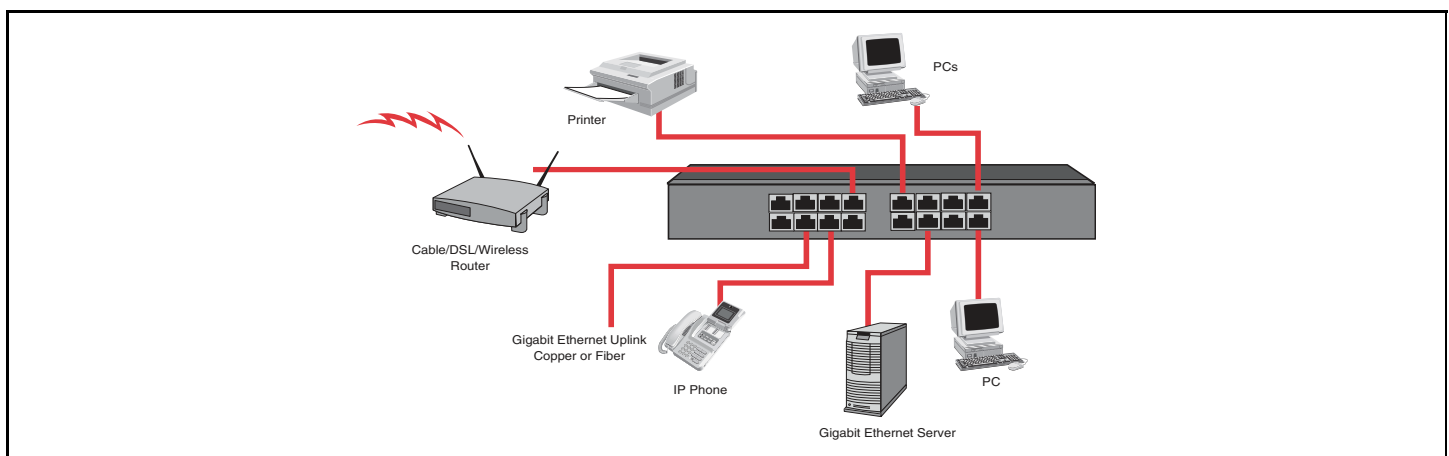 PCs
Printer
Cable/DSL/Wireless
Router
Gigabit Ethernet Uplink
Copper or Fiber
IP Phone
PC
Gigabit Ethernet Server